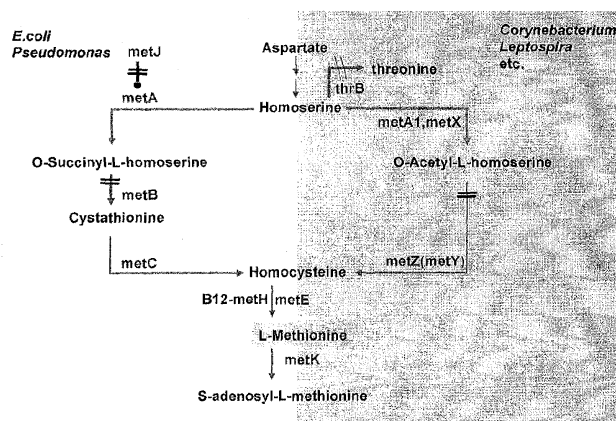 E.coli
Pseudomonas
metJ
metA
Aspartate
threonine
thrB
Homoserine
Corynebacterium
Leptospira
etc.
metA1,metX
O-Succinyl-L-homoserine
O-Acetyl-L-homoserine
metB
Cystathionine
metC
Homocysteine
metZ(metY)
B12-metH
metE
L-Methionine
metK
S-adenosyl-L-methionine